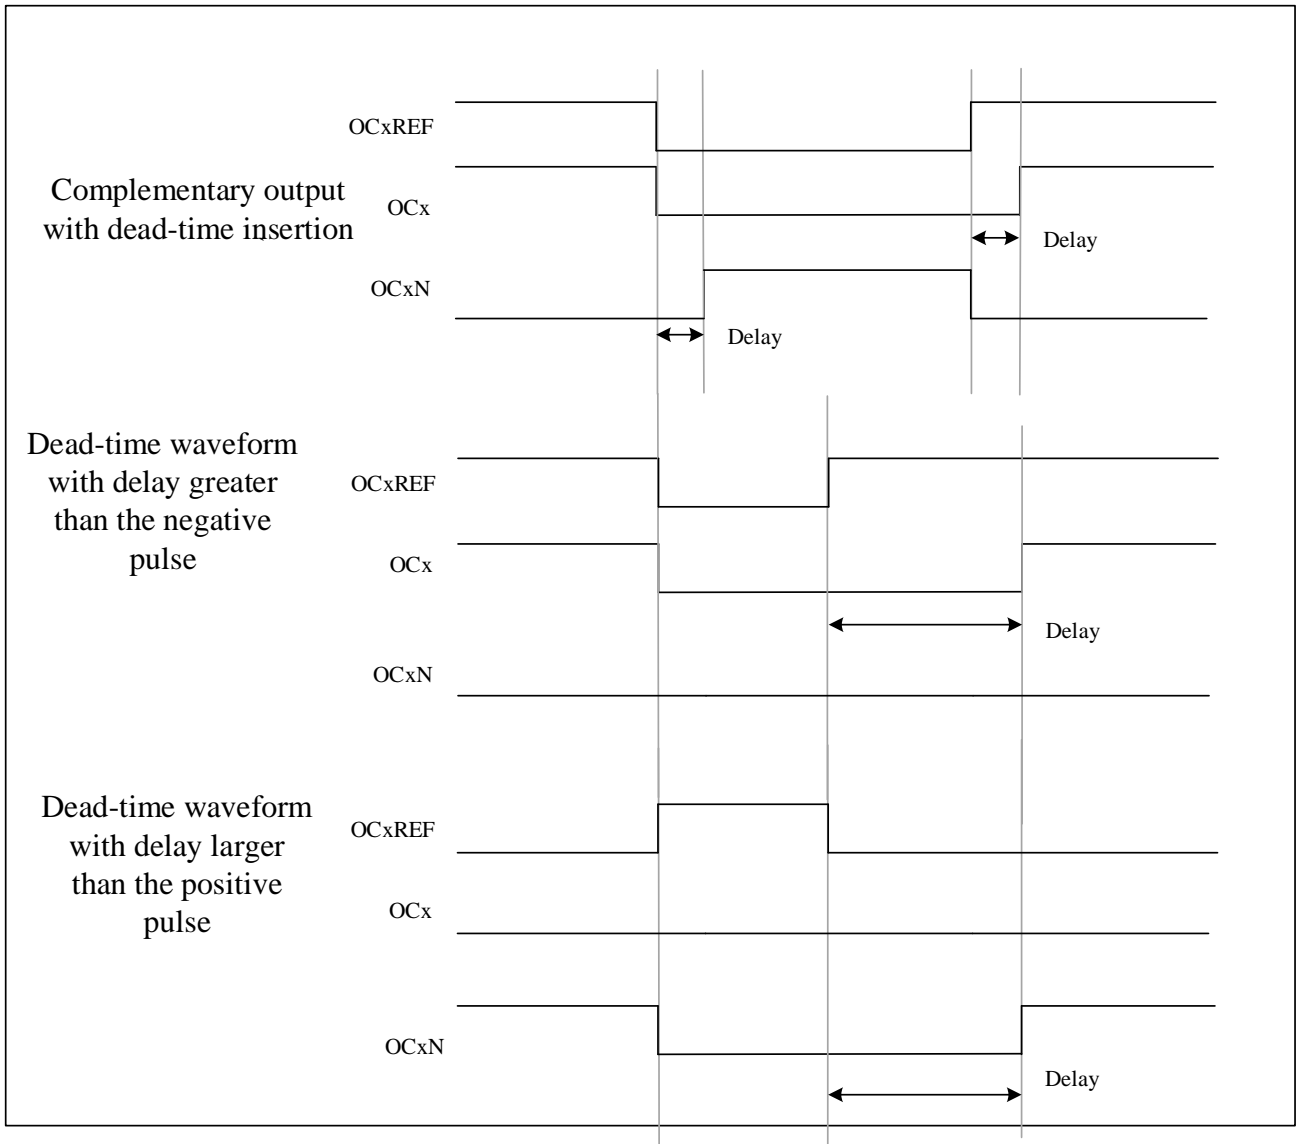 OCxREF
Complementary output
with dead-time insertion
OCx
Delay
OCxN
Delay
Dead-time waveform
with delay greater
than the negative
pulse
OCxREF
OCx
Delay
OCxN
Dead-time waveform
with delay larger
than the positive
pulse
OCxREF
OCx
OCxN
Delay